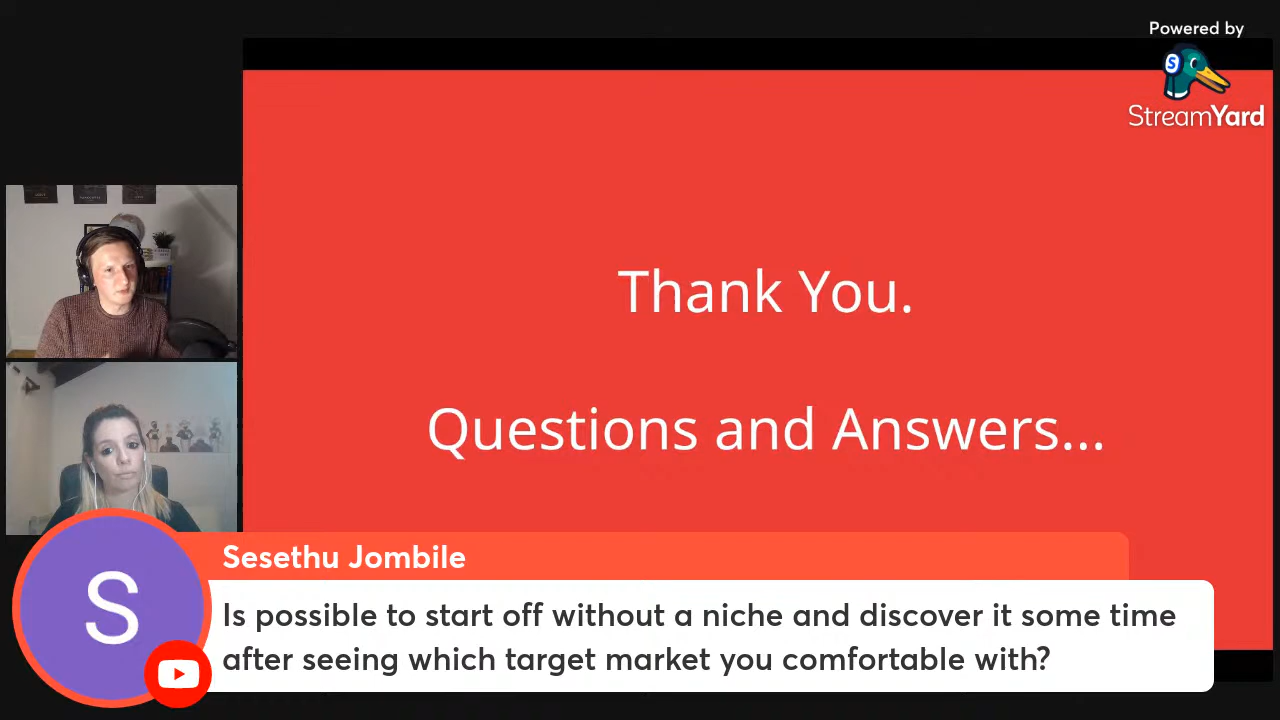 Powered by
S
StreamYard
Thank You.
Questions and Answers...
S
Sesethu Jombile
Is possible to start off without a niche and discover it some time
after seeing which target market you comfortable with?